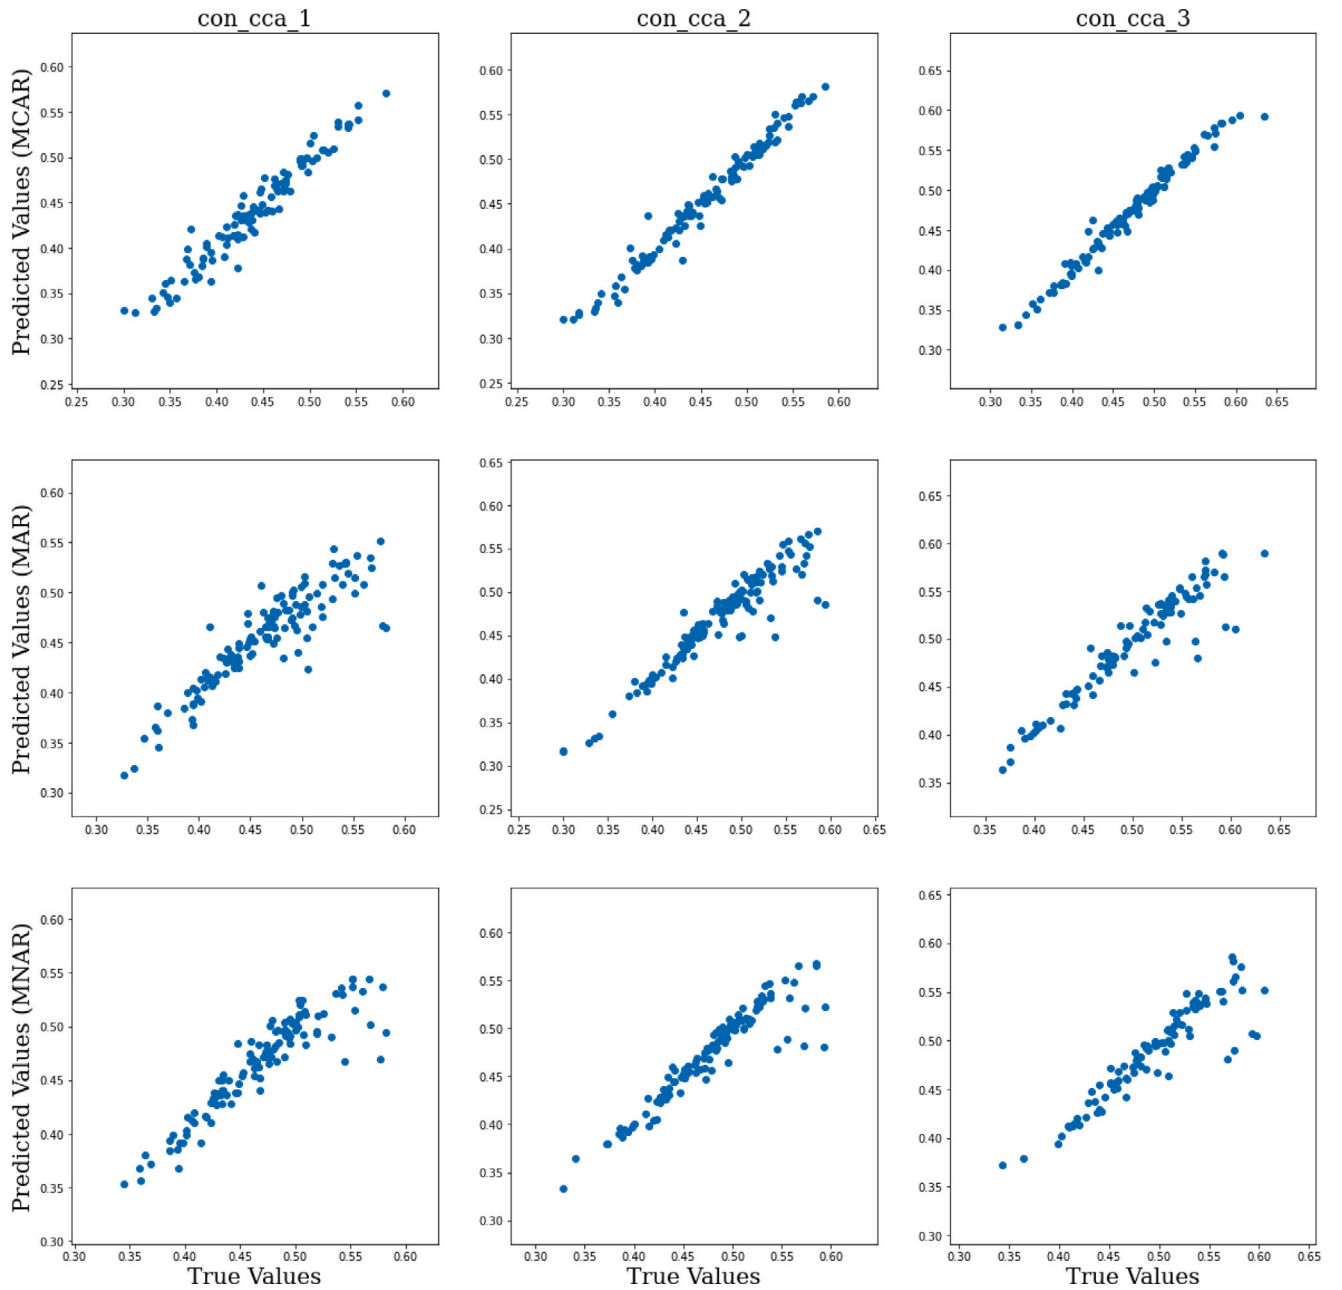 con_cca_1 con_cca_2 con_cca_3
Predicted Values (MCAR)
0.60 0.55 0.50 0.45 0.40 0.35 0.30 0.25
0.25 0.30 0.35 0.40 0.45 0.50 0.55 0.60
0.60 0.55 0.50 0.45 0.40 0.35 0.30 0.25
0.25 0.30 0.35 0.40 0.45 0.50 0.55 0.60
0.65 0.60 0.55 0.50 0.45 0.40 0.35 0.30
0.30 0.35 0.40 0.45 0.50 0.55 0.60 0.65
Predicted Values (MAR)
0.60 0.55 0.50 0.45 0.40 0.35 0.30
0.30 0.35 0.40 0.45 0.50 0.55 0.60
0.65 0.60 0.55 0.50 0.45 0.40 0.35 0.30 0.25
0.25 0.30 0.35 0.40 0.45 0.50 0.55 0.60 0.65
0.65 0.60 0.55 0.50 0.45 0.40 0.35
0.35 0.40 0.45 0.50 0.55 0.60 0.65
Predicted Values (MNAR)
0.60 0.55 0.50 0.45 0.40 0.35 0.30
0.30 0.35 0.40 0.45 0.50 0.55 0.60
0.60 0.55 0.50 0.45 0.40 0.35 0.30
0.30 0.35 0.40 0.45 0.50 0.55 0.60
0.65 0.60 0.55 0.50 0.45 0.40 0.35 0.30
0.30 0.35 0.40 0.45 0.50 0.55 0.60 0.65
True Values True Values True Values